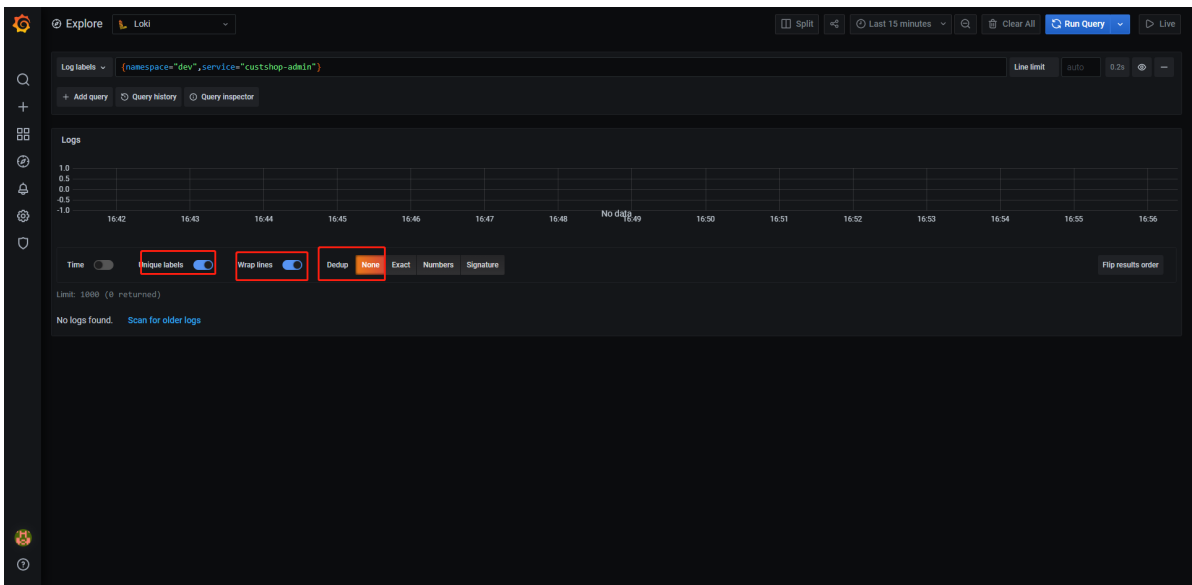 Explore Loki Split Last 15 minutes Clear All Run Query Live
Log labels {namespace="dev",service="custshop-admin"} Line limit auto 0.2s
+ Add query Query history Query inspector
Logs
1.0
0.5
0.0
-0.5
-1.0
No data
16:42 16:43 16:44 16:45 16:46 16:47 16:48 16:49 16:50 16:51 16:52 16:53 16:54 16:55 16:56
Time Unique labels Wrap lines Dedup None Exact Numbers Signature Flip results order
Limit: 1000 (0 returned)
No logs found. Scan for older logs